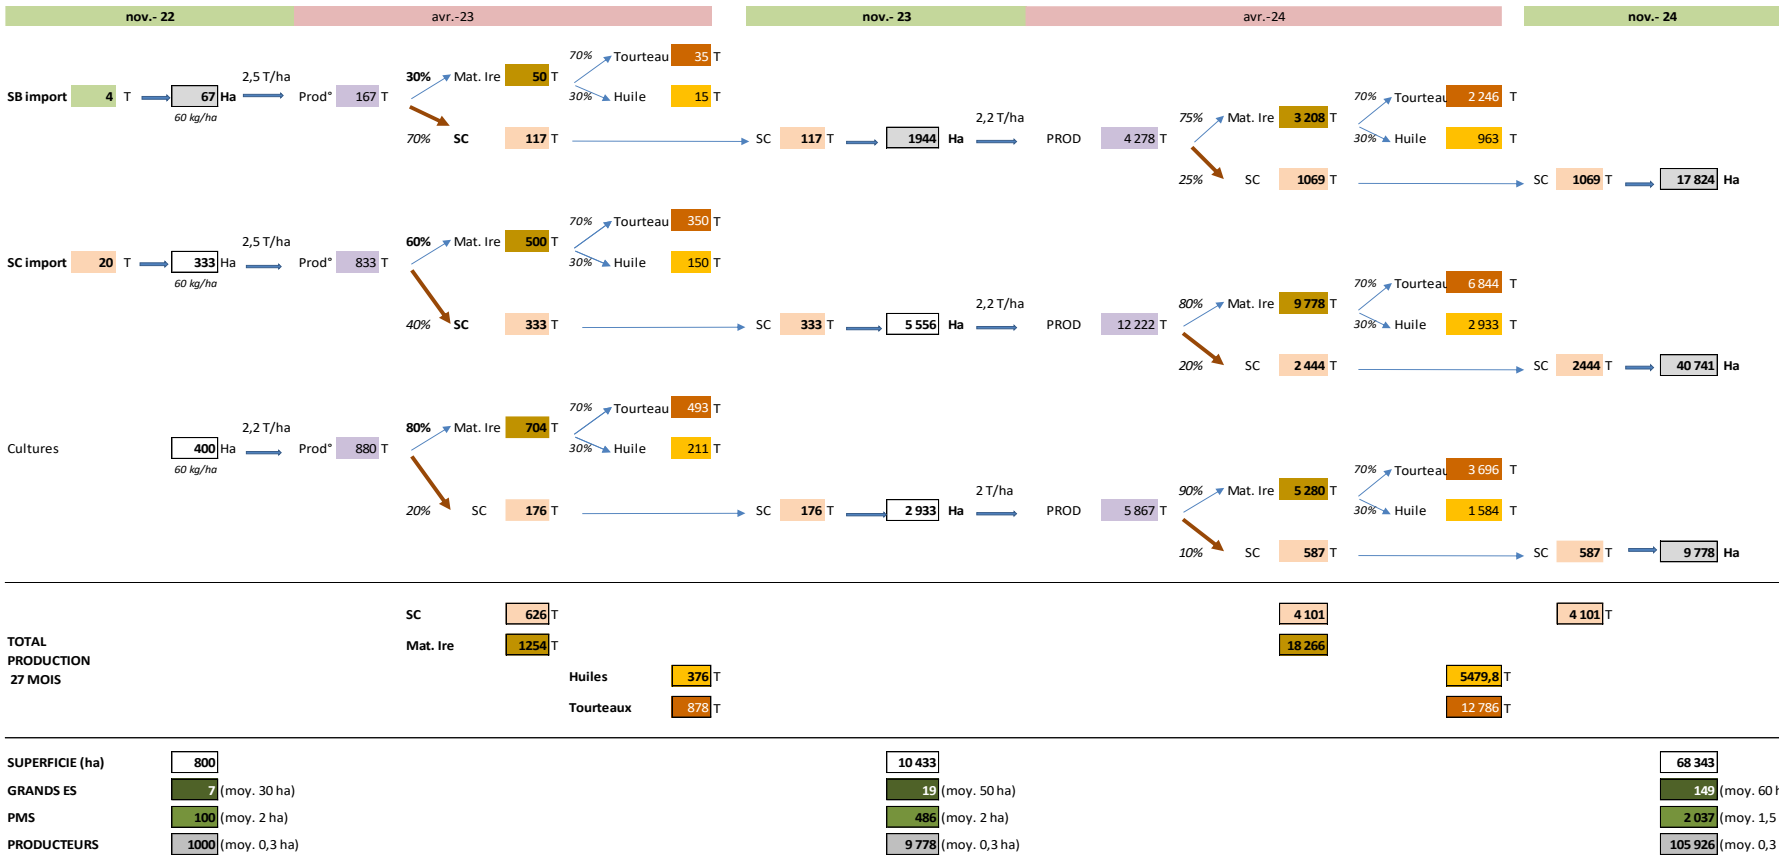 nov.- 22 avr.-23 nov.- 23 avr.-24 nov.- 24
70% Tourteau 35 T
2,5 T/ha 30% Mat. Ire 50 T
SB import 4 T 67 Ha Prod° 167 T 30% Huile 15 T 70% Tourteau 2 246 T
60 kg/ha 2,2 T/ha 75% Mat. Ire 3 208 T
70% SC 117 T SC 117 T 1944 Ha PROD 4 278 T 30% Huile 963 T
25% SC 1069 T SC 1069 T 17 824 Ha
70% Tourteau 350 T
2,5 T/ha 60% Mat. Ire 500 T
SC import 20 T 333 Ha Prod° 833 T 30% Huile 150 T
60 kg/ha 70% Tourteau 6 844 T
2,2 T/ha 80% Mat. Ire 9 778 T
40% SC 333 T SC 333 T 5 556 Ha PROD 12 222 T 30% Huile 2 933 T
20% SC 2 444 T SC 2444 T 40 741 Ha
70% Tourteau 493 T
2,2 T/ha 80% Mat. Ire 704 T
Cultures 400 Ha Prod° 880 T 30% Huile 211 T
60 kg/ha 70% Tourteau 3 696 T
2 T/ha 90% Mat. Ire 5 280 T
20% SC 176 T SC 176 T 2 933 Ha PROD 5 867 T 30% Huile 1 584 T
10% SC 587 T SC 587 T 9 778 Ha
SC 626 T 4 101 4 101 T
TOTAL Mat. Ire 1254 T 18 266
PRODUCTION
27 MOIS Huiles 376 T 5479,8 T
Tourteaux 878 T 12 786 T
SUPERFICIE (ha) 800 10 433 68 343
GRANDS ES 7 (moy. 30 ha) 19 (moy. 50 ha) 149 (moy. 60 h
PMS 100 (moy. 2 ha) 486 (moy. 2 ha) 2 037 (moy. 1,5
PRODUCTEURS 1000 (moy. 0,3 ha) 9 778 (moy. 0,3 ha) 105 926 (moy. 0,3